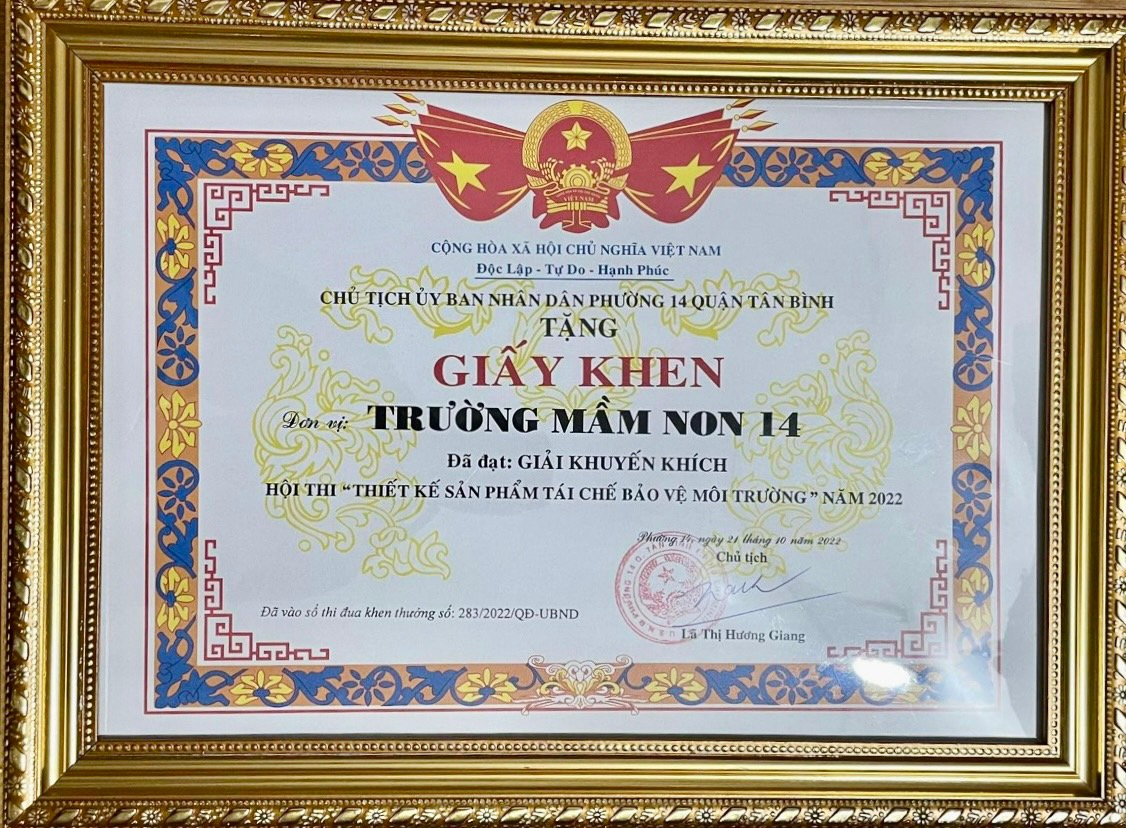 VIỆT NAM
CỘNG HÒA XÃ HỘI CHỦ NGHĨA VIỆT NAM
Độc Lập - Tự Do - Hạnh Phúc
CHỦ TỊCH ỦY BAN NHÂN DÂN PHƯỜNG 14 QUẬN TÂN BÌNH
TẶNG
GIẤY KHEN
Đơn vị: TRƯỜNG MẦM NON 14
Đã đạt: GIẢI KHUYẾN KHÍCH
HỘI THI “THIẾT KẾ SẢN PHẨM TÁI CHẾ BẢO VỆ MÔI TRƯỜNG ” NĂM 2022
Phường 14, ngày 21 tháng 10 năm 2022
Chủ tịch
Đã vào sổ thi đua khen thưởng số: 283/2022/QĐ-UBND
Lã Thị Hương Giang